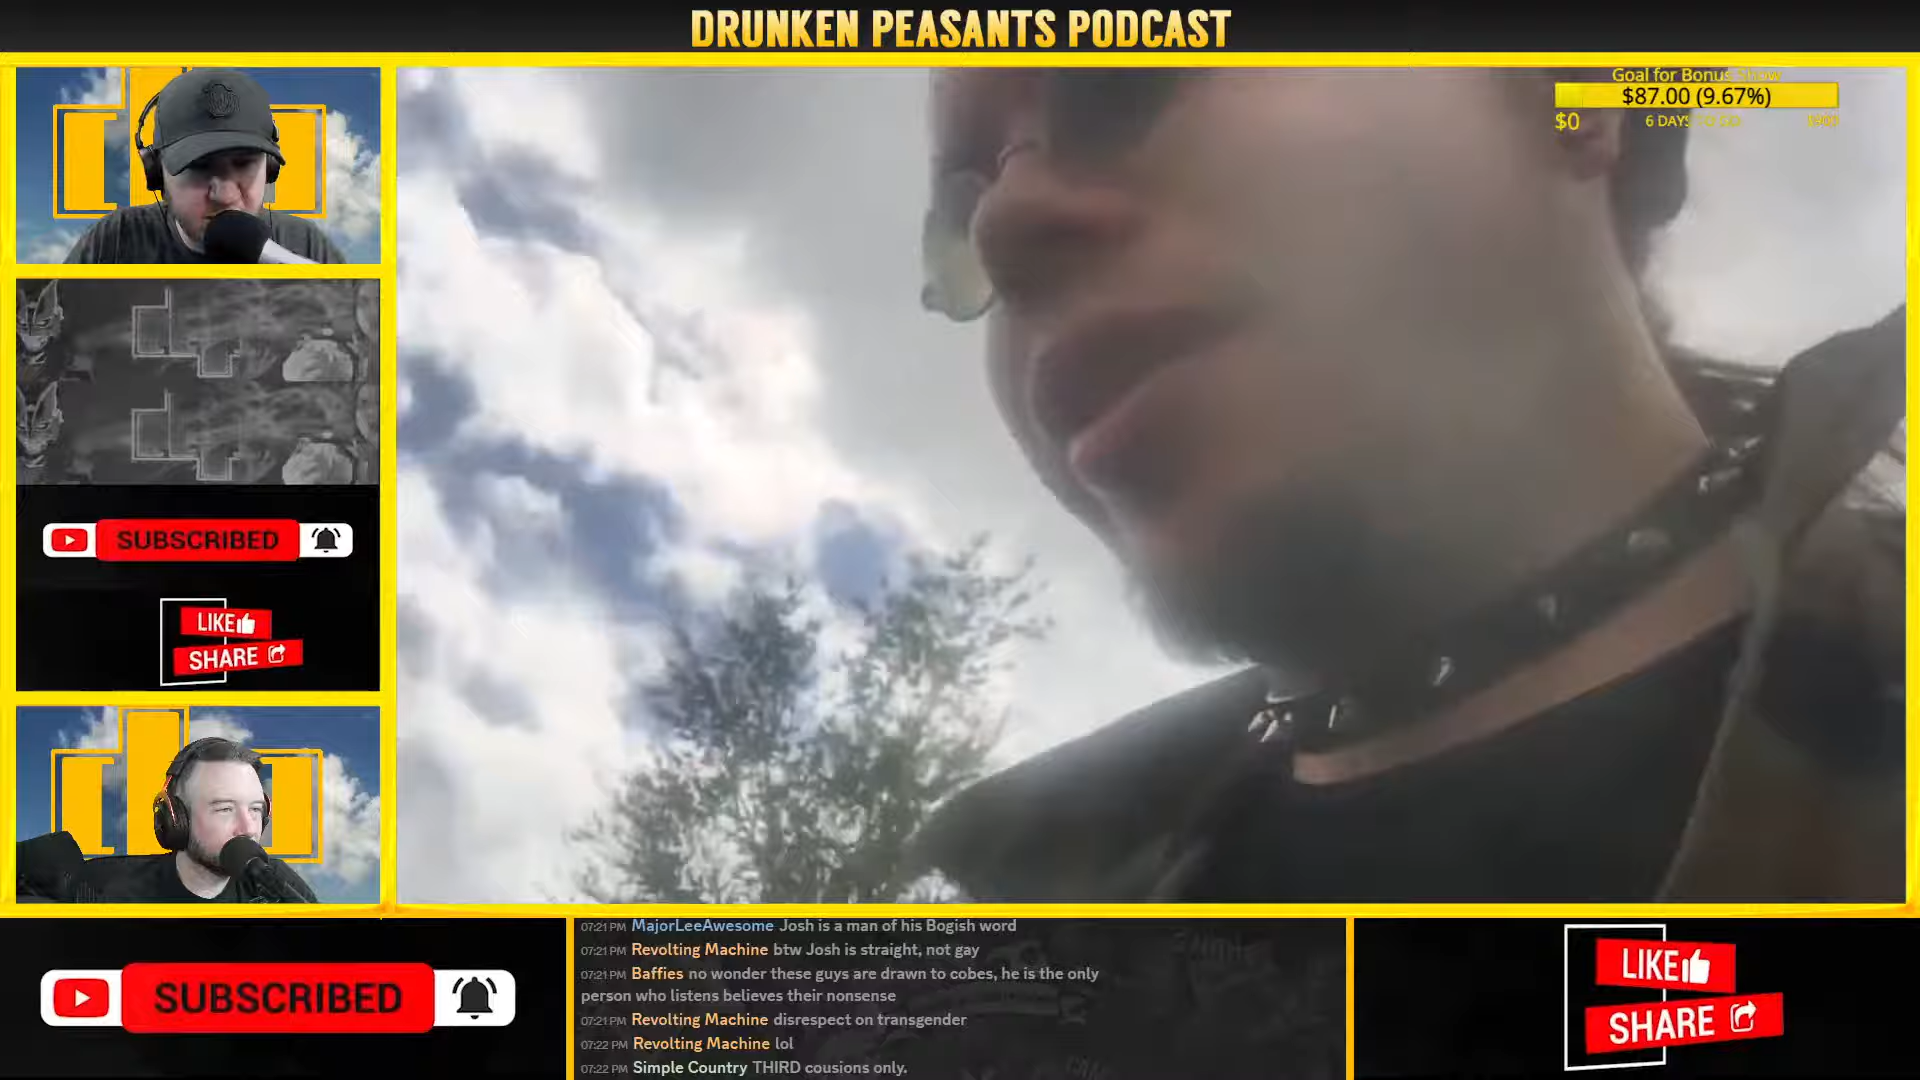 DRUNKEN PEASANTS PODCAST
Goal for Bonus Show
$87.00 (9.67%)
$0
6 DAYS TO GO
SUBSCRIBED
LIKE
SHARE
07:21 PM MajorLeeAwesome Josh is a man of his Bogish word
07:21 PM Revolting Machine btw Josh is straight, not gay
07:21 PM Baffies no wonder these guys are drawn to cobes, he is the only
person who listens believes their nonsense
07:21 PM Revolting Machine disrespect on transgender
07:22 PM Revolting Machine lol
07:22 PM Simple Country THIRD cousions only.
SUBSCRIBED
LIKE
SHARE